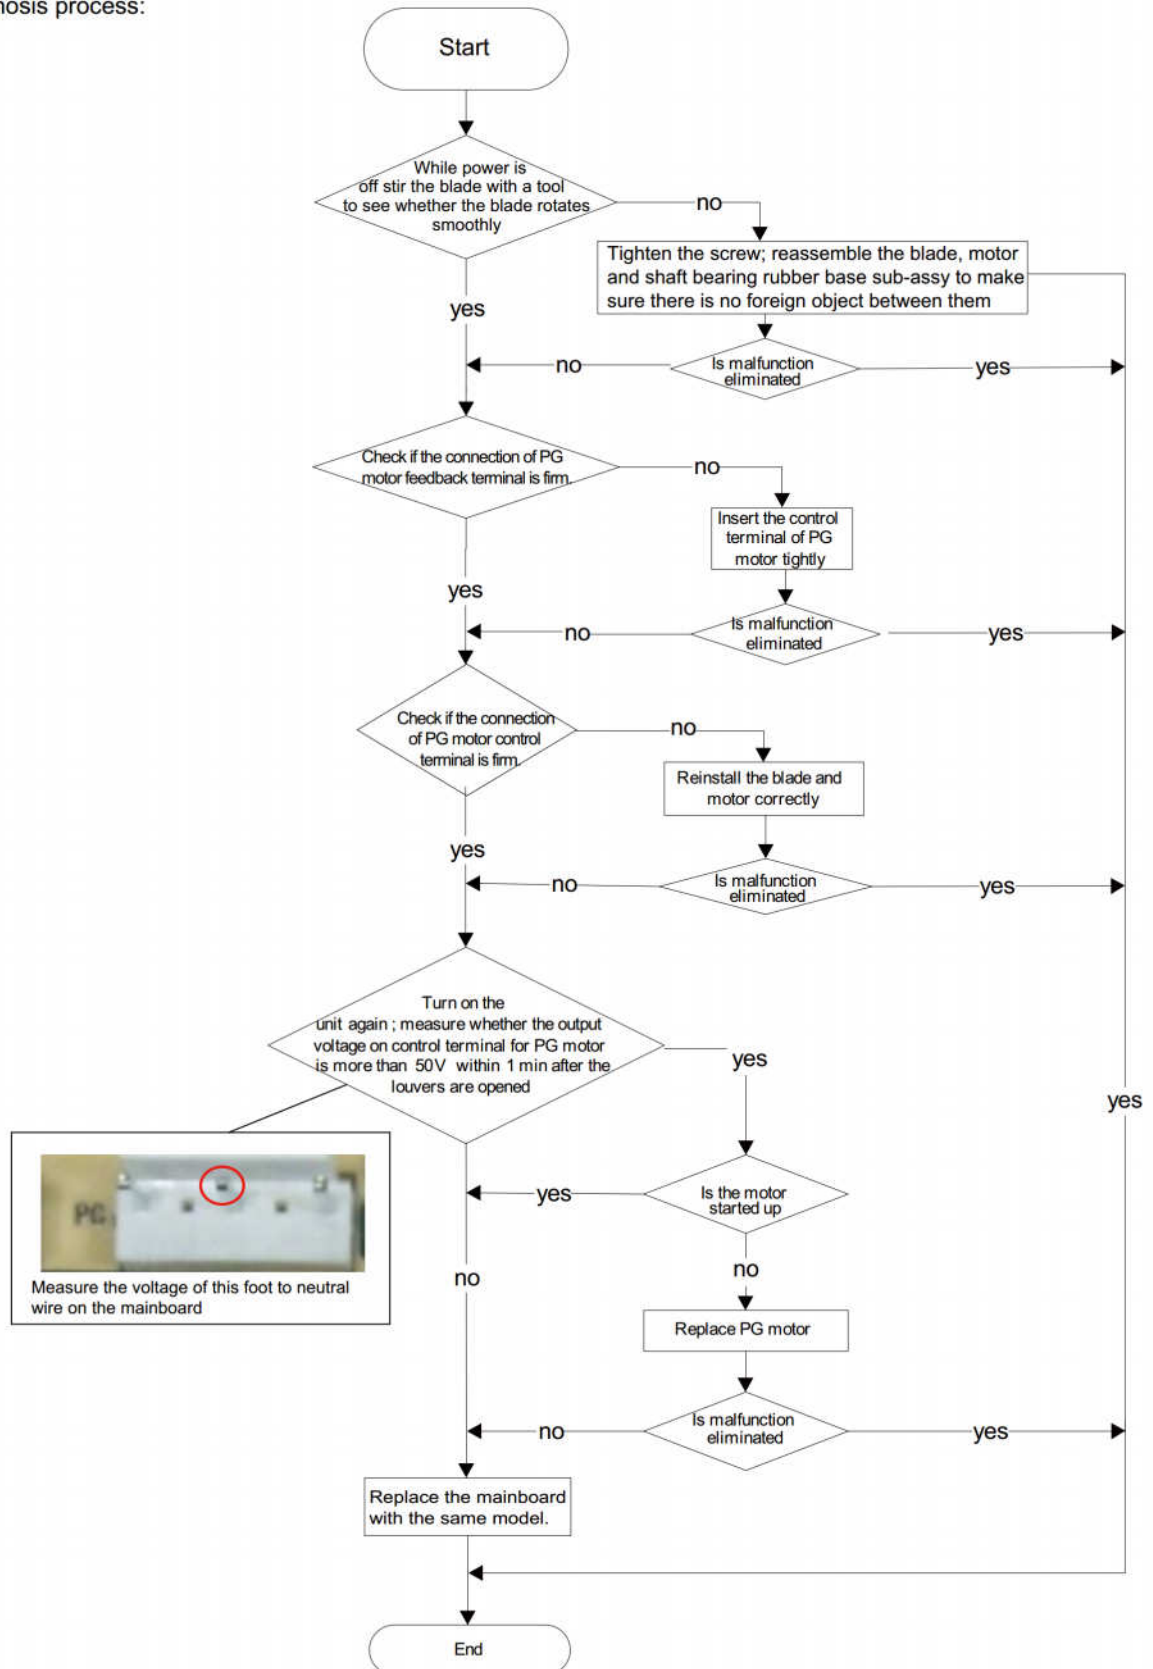 nosis process:
Start
While power is
off stir the blade with a tool
to see whether the blade rotates
smoothly
no
Tighten the screw; reassemble the blade, motor
and shaft bearing rubber base sub-assy to make
sure there is no foreign object between them
yes
no
Is malfunction
eliminated
yes
Check if the connection of PG
motor feedback terminal is firm.
no
Insert the control
terminal of PG
motor tightly
yes
no
Is malfunction
eliminated
yes
Check if the connection
of PG motor control
terminal is firm.
no
Reinstall the blade and
motor correctly
yes
no
Is malfunction
eliminated
yes
Turn on the
unit again ; measure whether the output
voltage on control terminal for PG motor
is more than 50V within 1 min after the
louvers are opened
yes
yes
PG
Measure the voltage of this foot to neutral
wire on the mainboard
yes
Is the motor
started up
no
no
Replace PG motor
no
Is malfunction
eliminated
yes
Replace the mainboard
with the same model.
End